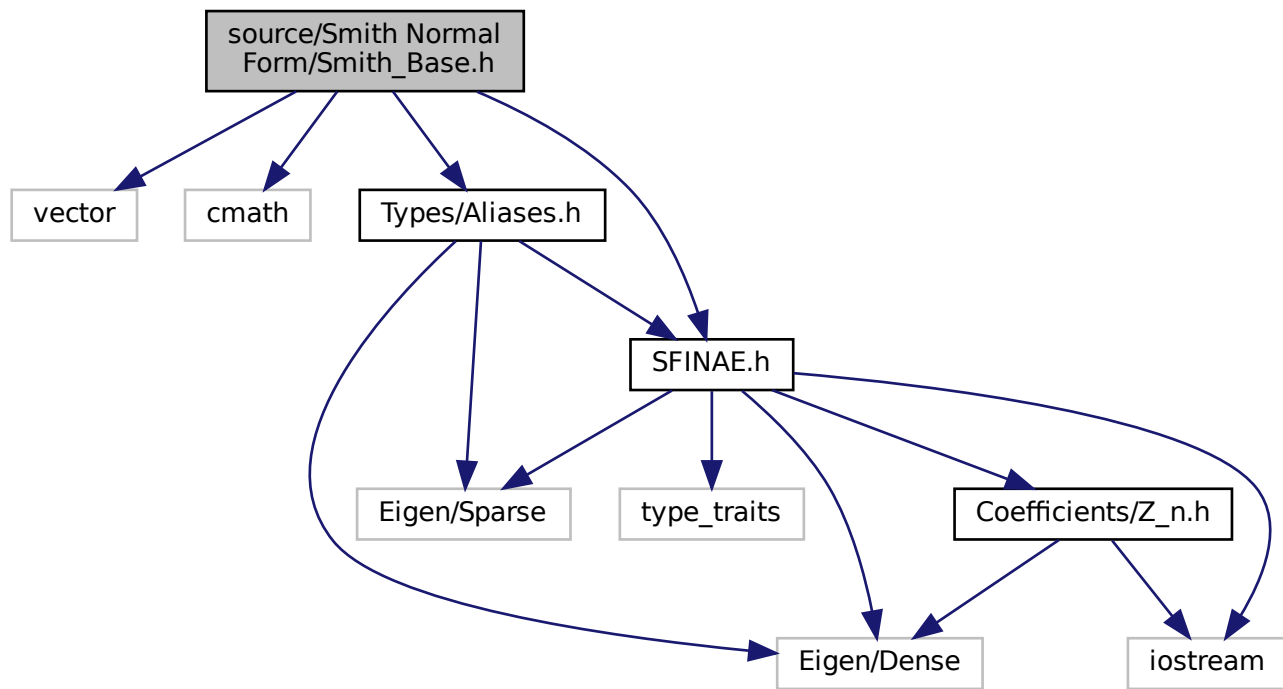 source/Smith Normal
Form/Smith_Base.h
vector
cmath
Types/Aliases.h
SFINAE.h
Eigen/Sparse
type_traits
Coefficients/Z_n.h
Eigen/Dense
iostream